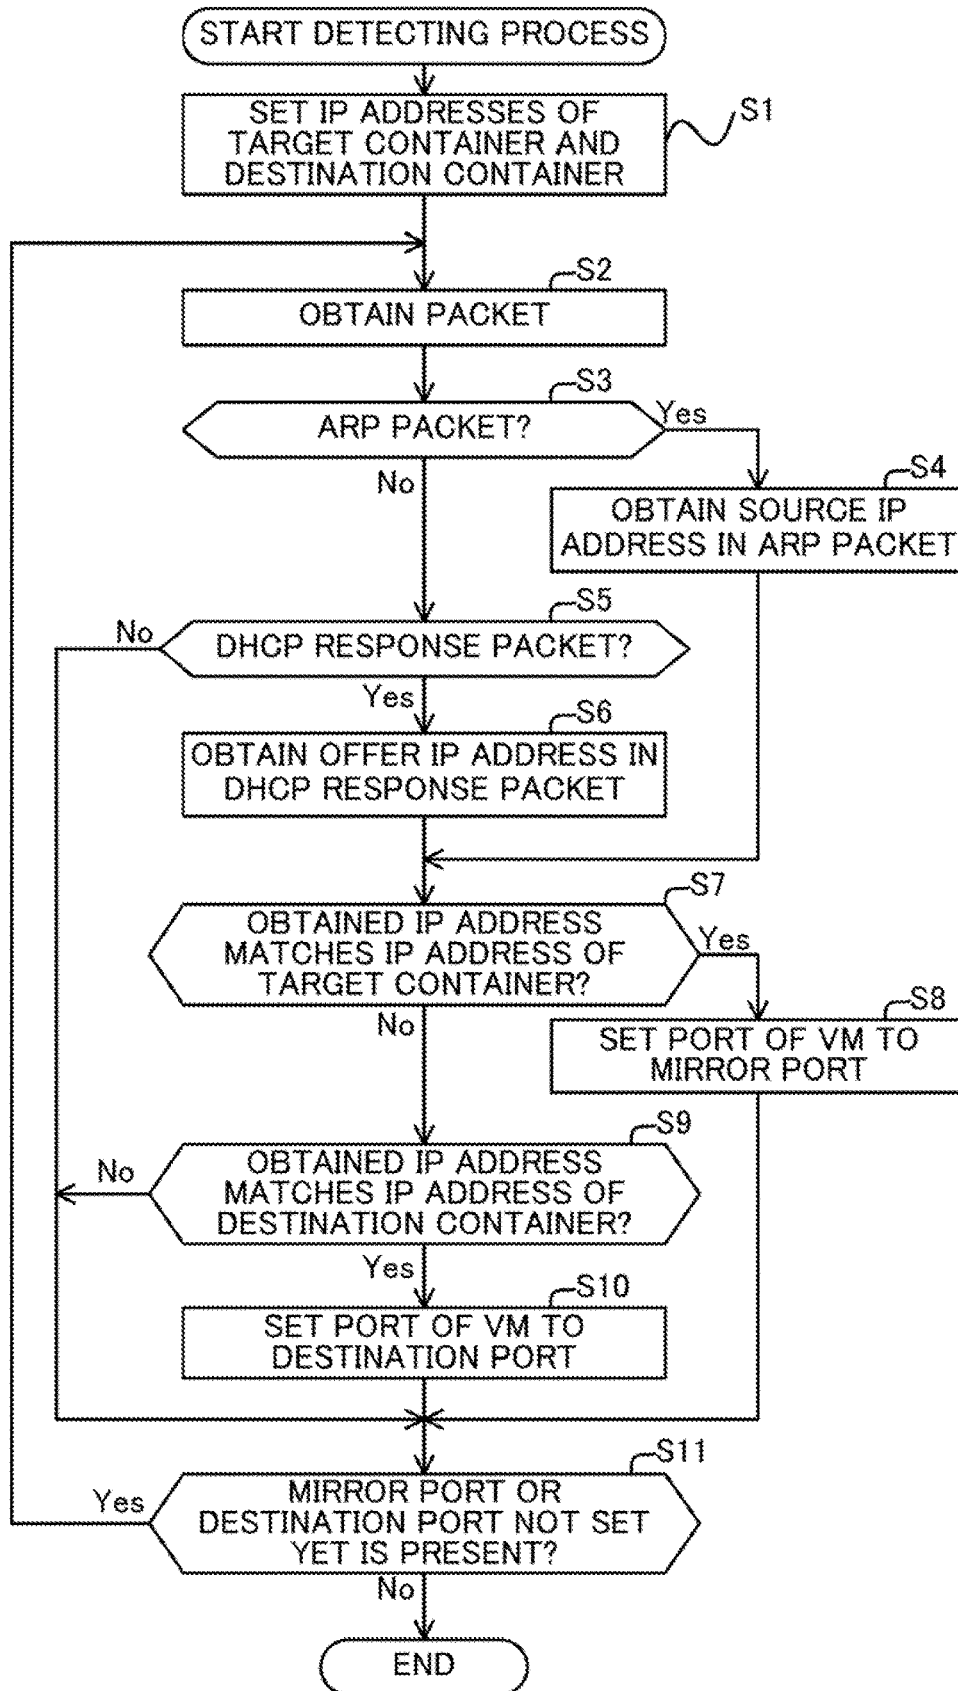 START DETECTING PROCESS
SET IP ADDRESSES OF
TARGET CONTAINER AND
DESTINATION CONTAINER
S1
S2
OBTAIN PACKET
S3
ARP PACKET?
Yes
No
S4
OBTAIN SOURCE IP
ADDRESS IN ARP PACKET
S5
No
DHCP RESPONSE PACKET?
Yes
S6
OBTAIN OFFER IP ADDRESS IN
DHCP RESPONSE PACKET
S7
OBTAINED IP ADDRESS
MATCHES IP ADDRESS OF
TARGET CONTAINER?
Yes
No
S8
SET PORT OF VM TO
MIRROR PORT
S9
No
OBTAINED IP ADDRESS
MATCHES IP ADDRESS OF
DESTINATION CONTAINER?
Yes
S10
SET PORT OF VM TO
DESTINATION PORT
S11
Yes
MIRROR PORT OR
DESTINATION PORT NOT SET
YET IS PRESENT?
No
END